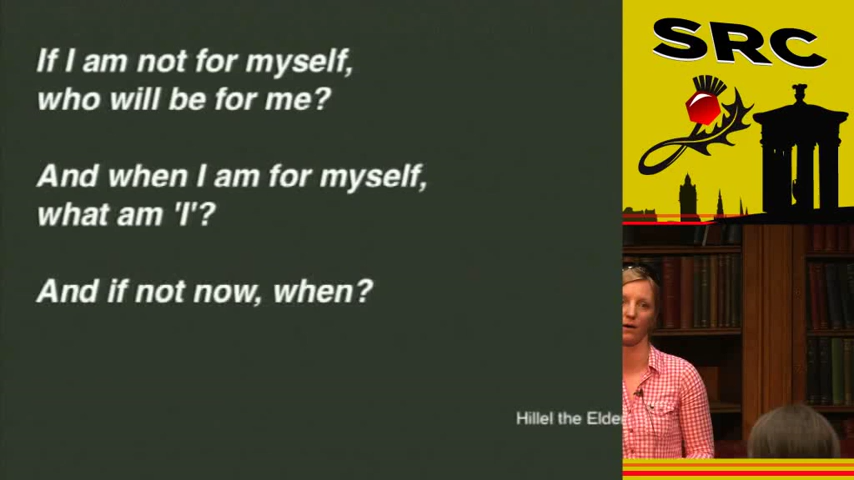 If I am not for myself,
who will be for me?
And when I am for myself,
what am 'I'?
And if not now, when?
Hillel the Elde
SRC